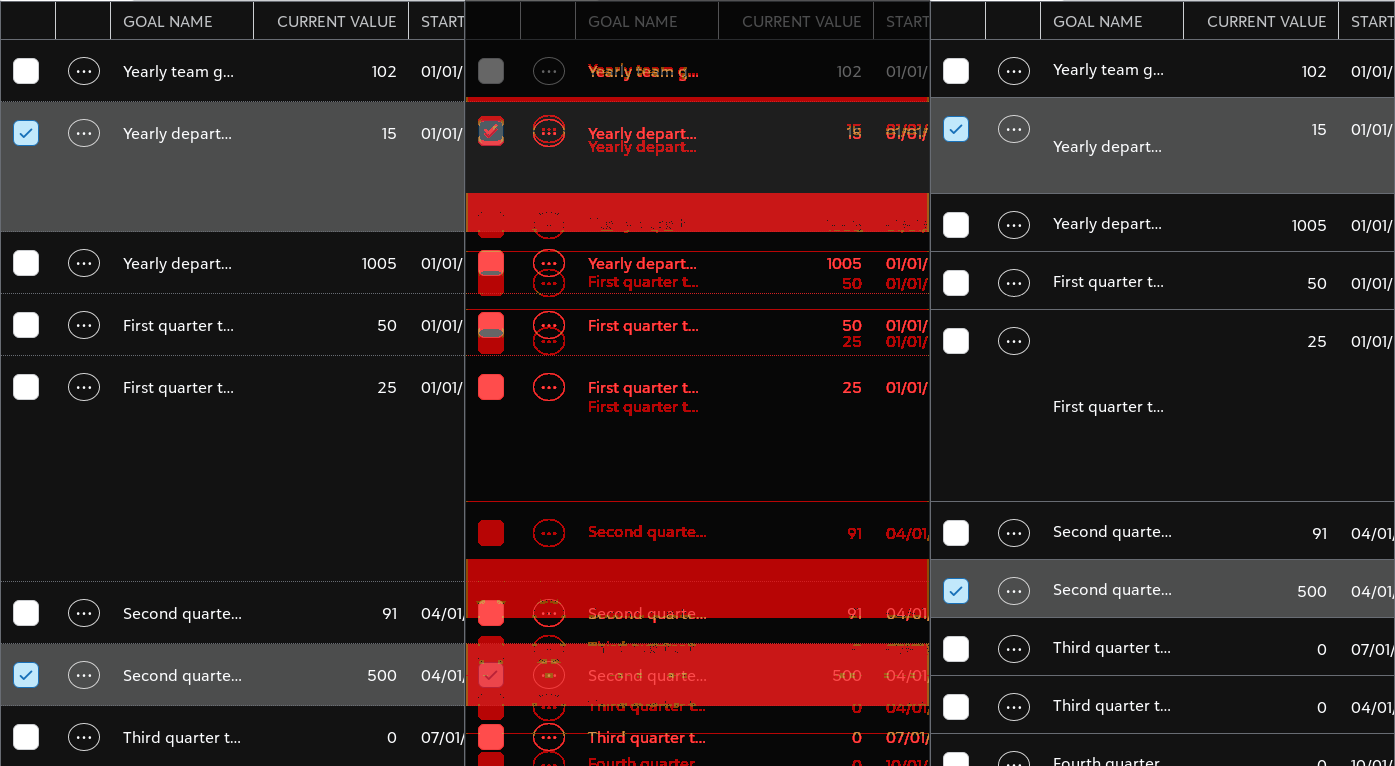 GOAL NAME CURRENT VALUE START
Yearly team g... 102 01/01/
Yearly depart... 15 01/01/
Yearly depart... 1005 01/01/
First quarter t... 50 01/01/
First quarter t... 25 01/01/
Second quarte... 91 04/01,
Second quarte... 500 04/01,
Third quarter t... 0 07/01/
GOAL NAME CURRENT VALUE START
Yearly team g... 102 01/01/
Yearly depart... 15 01/01/
Yearly depart...
Yearly depart... 1005 01/01/
First quarter t... 50 01/01/
First quarter t... 50 01/01/
25 01/01/
First quarter t... 25 01/01/
First quarter t...
Second quarte... 91 04/01,
Second quarte... 91 04/01,
Second quarte... 500 04/01,
Third quarter t... 0 04/01,
Third quarter t... 0 07/01/
Fourth quarter 0 10/01
GOAL NAME CURRENT VALUE START
Yearly team g... 102 01/01/
15 01/01/
Yearly depart...
Yearly depart... 1005 01/01/
First quarter t... 50 01/01/
25 01/01/
First quarter t...
Second quarte... 91 04/01,
Second quarte... 500 04/01,
Third quarter t... 0 07/01/
Third quarter t... 0 04/01,
Fourth quarter 0 10/01